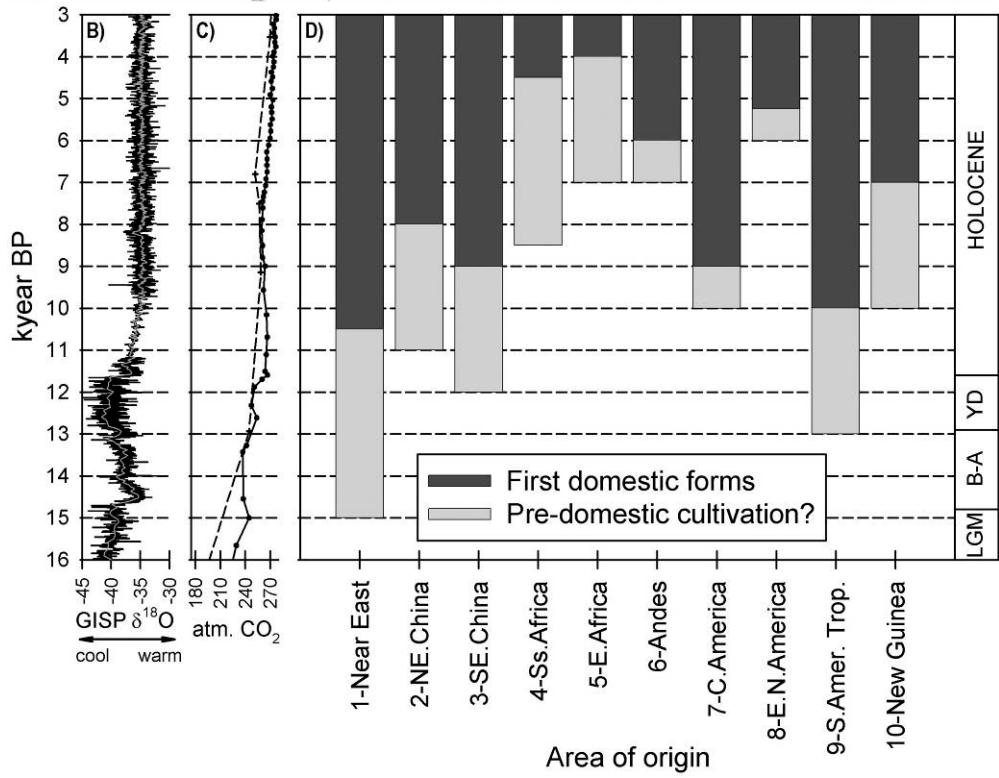 B)
C)
D)
kyear BP
3
4
5
6
7
8
9
10
11
12
13
14
15
16
-45
-40
-35
-30
GISP δ18O
cool
warm
180
210
240
270
atm. CO2
First domestic forms
Pre-domestic cultivation?
HOLOCENE
YD
B-A
LGM
1-Near East
2-NE.China
3-SE.China
4-Ss.Africa
5-E.Africa
6-Andes
7-C.America
8-E.N.America
9-S.Amer. Trop.
10-New Guinea
Area of origin